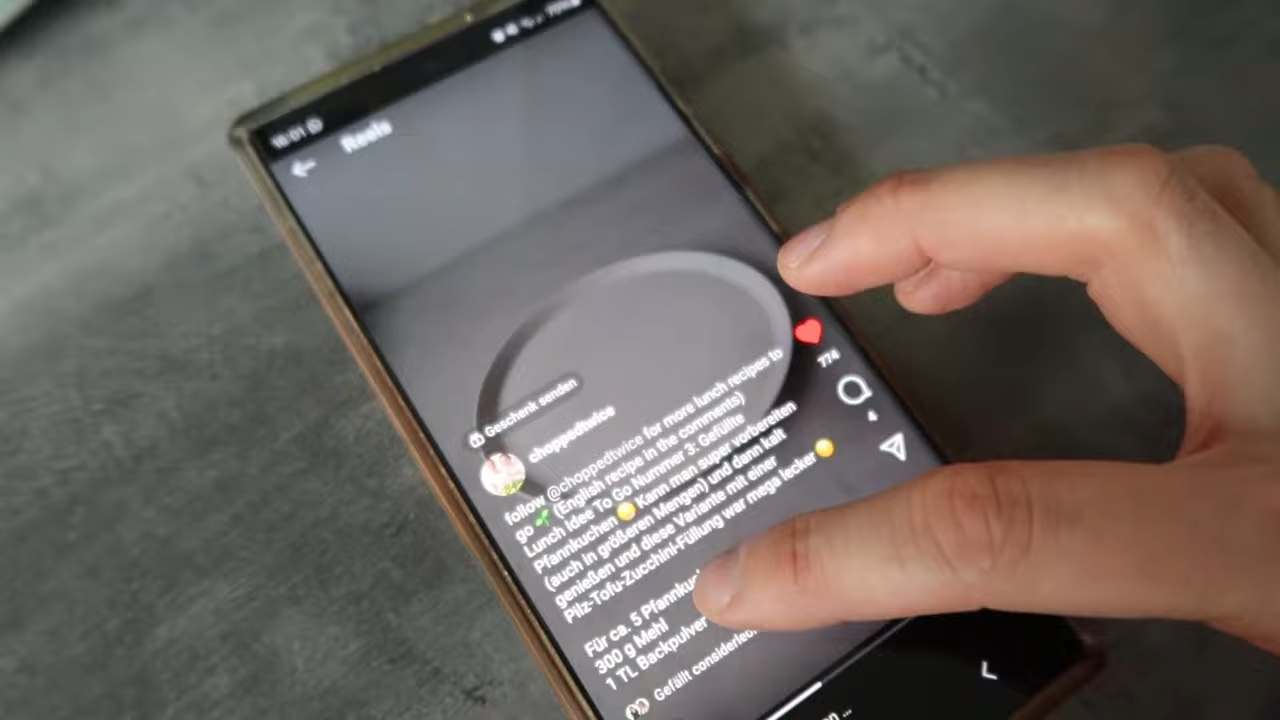 18:01
Reels
Geschenk senden
choppedtwice
follow @choppedtwice for more lunch recipes to
go 🌱 (English recipe in the comments)
Lunch Idee To Go Nummer 3: Gefüllte
Pfannkuchen 😋 Kann man super vorbereiten
(auch in größeren Mengen) und dann kalt
genießen und diese Variante mit einer
Pilz-Tofu-Zucchini-Füllung war mega lecker
Für ca. 5
300 g Mehl
1 TL Backpulver
Gefällt
774
4